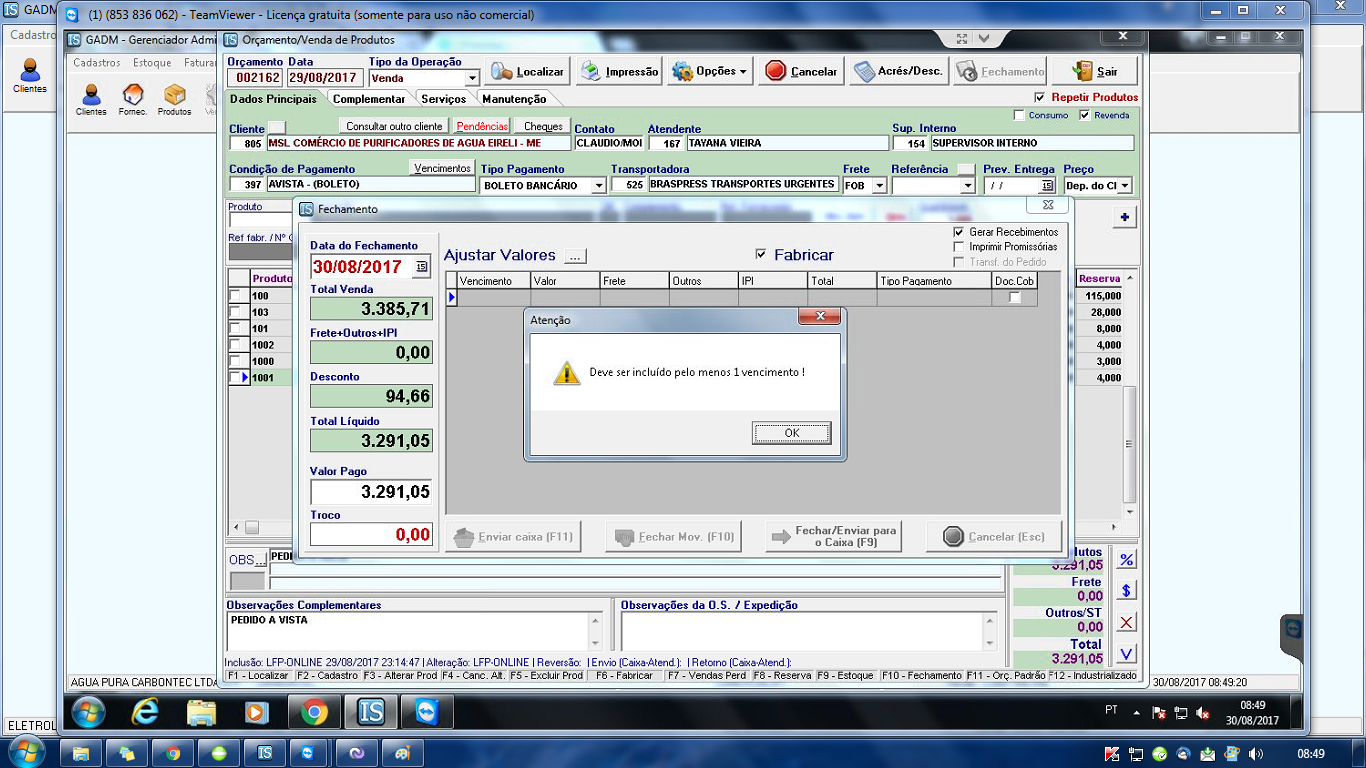 GADM
(1) (853 836 062) - TeamViewer - Licença gratuita (somente para uso não comercial)
Cadastro
Clientes
GADM - Gerenciador Admi
Cadastros Estoque Fatura
Clientes Fornec. Produtos
Orçamento/Venda de Produtos
Orçamento Data Tipo da Operação
002162 29/08/2017 Venda
Localizar Impressão Opções Cancelar Acrés/Desc. Fechamento Sair
Dados Principais Complementar Serviços Manutenção
Repetir Produtos
Consumo Revenda
Cliente Consultar outro cliente Pendências Cheques Contato Atendente Sup. Interno
805 MSL COMÉRCIO DE PURIFICADORES DE AGUA EIRELI - ME CLAUDIO/MOI 167 TAYANA VIEIRA 154 SUPERVISOR INTERNO
Condição de Pagamento Vencimentos Tipo Pagamento Transportadora Frete Referência Prev. Entrega Preço
397 AVISTA - (BOLETO) BOLETO BANCÁRIO 525 BRASPRESS TRANSPORTES URGENTES FOB / / 15 Dep. do Cl
Produto
Ref fabr. / Nº
Produto
100
103
101
1002
1000
1001
Reserva
115,000
28,000
8,000
4,000
3,000
4,000
Fechamento
Data do Fechamento
30/08/2017 15
Total Venda
3.385,71
Frete+Outros+IPI
0,00
Desconto
94,66
Total Líquido
3.291,05
Valor Pago
3.291,05
Troco
0,00
Ajustar Valores ... Fabricar
Gerar Recebimentos
Imprimir Promissórias
Transf. do Pedido
Vencimento Valor Frete Outros IPI Total Tipo Pagamento Doc.Cob
Atenção
Deve ser incluído pelo menos 1 vencimento !
OK
Enviar caixa (F11) Fechar Mov. (F10) Fechar/Enviar para o Caixa (F9) Cancelar (Esc)
OBS... PEDI
3.291,05
Frete
0,00
Outros/ST
0,00
Total
3.291,05
%
$
X
V
Observações Complementares Observações da O.S. / Expedição
PEDIDO A VISTA
Inclusão: LFP-ONLINE 29/08/2017 23:14:47 | Alteração: LFP-ONLINE | Reversão: | Envio (Caixa-Atend.): | Retorno (Caixa-Atend.):
F1 - Localizar F2 - Cadastro F3 - Alterar Prod F4 - Canc. Alt. F5 - Excluir Prod F6 - Fabricar F7 - Vendas Perd F8 - Reserva F9 - Estoque F10 - Fechamento F11 - Orç. Padrão F12 - Industrializado
AGUA PURA CARBONTEC LTDA
30/08/2017 08:49:20
PT 08:49
30/08/2017
ELETROL
08:49